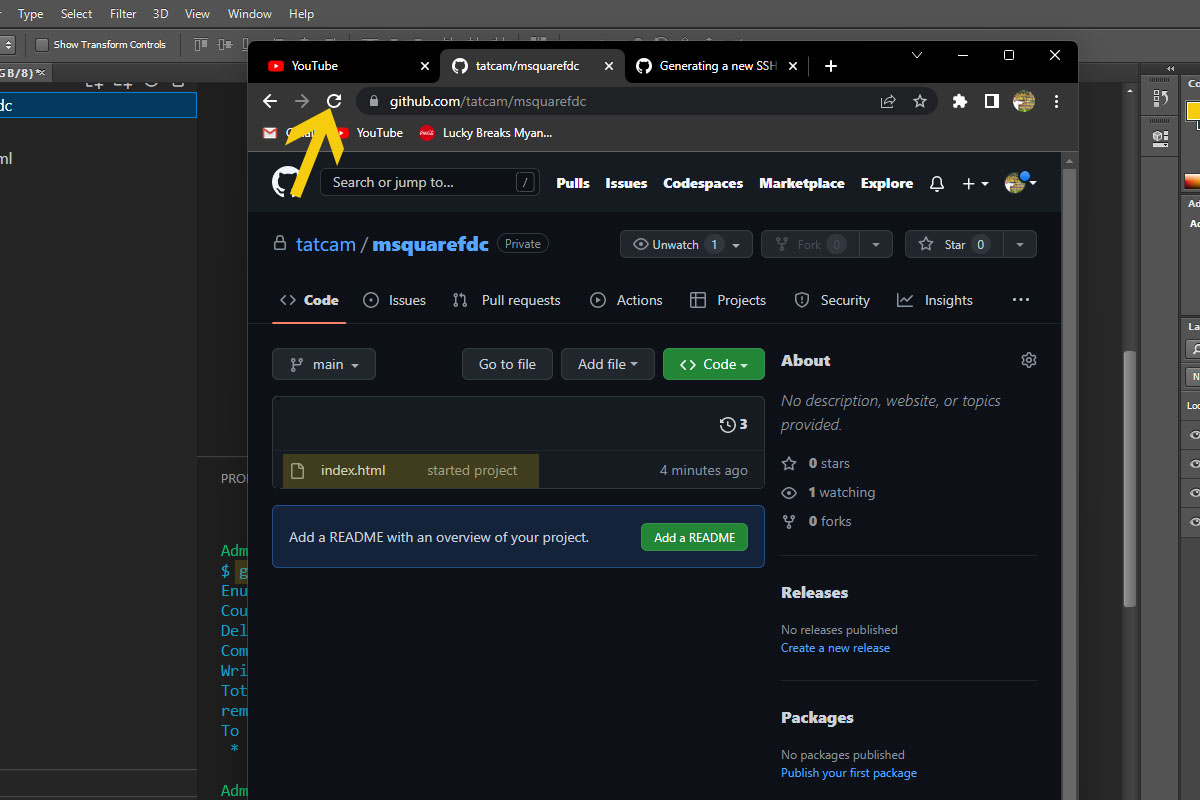 Type Select Filter 3D View Window Help
Show Transform Controls
GB/8)*
YouTube
tatcam/msquarefdc
Generating a new SSH
github.com/tatcam/msquarefdc
YouTube
Lucky Breaks Myan...
Search or jump to...
/
Pulls
Issues
Codespaces
Marketplace
Explore
tatcam / msquarefdc
Private
Unwatch 1
Fork 0
Star 0
Code
Issues
Pull requests
Actions
Projects
Security
Insights
main
Go to file
Add file
Code
3
index.html
started project
4 minutes ago
Add a README with an overview of your project.
Add a README
About
No description, website, or topics
provided.
0 stars
1 watching
0 forks
Releases
No releases published
Create a new release
Packages
No packages published
Publish your first package
dc
ml
PRO
Adm
$ g
Enu
Cou
Del
Com
Wri
Tot
rem
To
*
Adm
Co
Ad
A
La
N
Loc